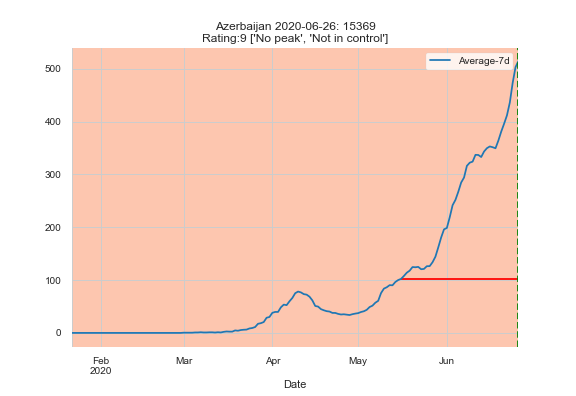 Azerbaijan 2020-06-26: 15369
Rating:9 ['No peak', 'Not in control']
Average-7d
500
400
300
200
100
0
Feb Mar Apr May Jun
2020
Date